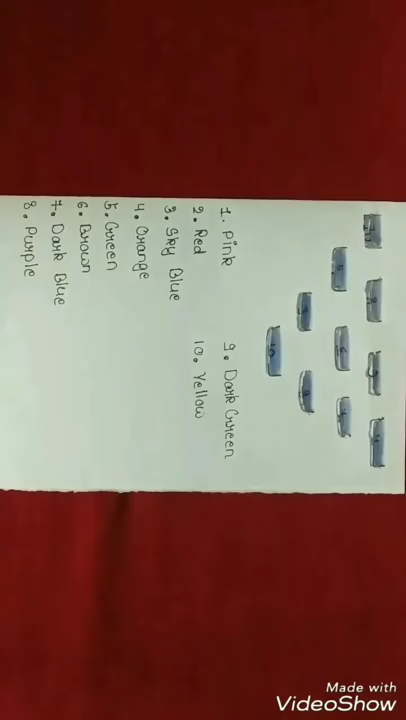 1. Pink
2. Red
3. Sky Blue
4. Orange
5. Green
6. Brown
7. Dark Blue
8. Purple
9. Dark Green
10. Yellow
10
Made with
VideoShow